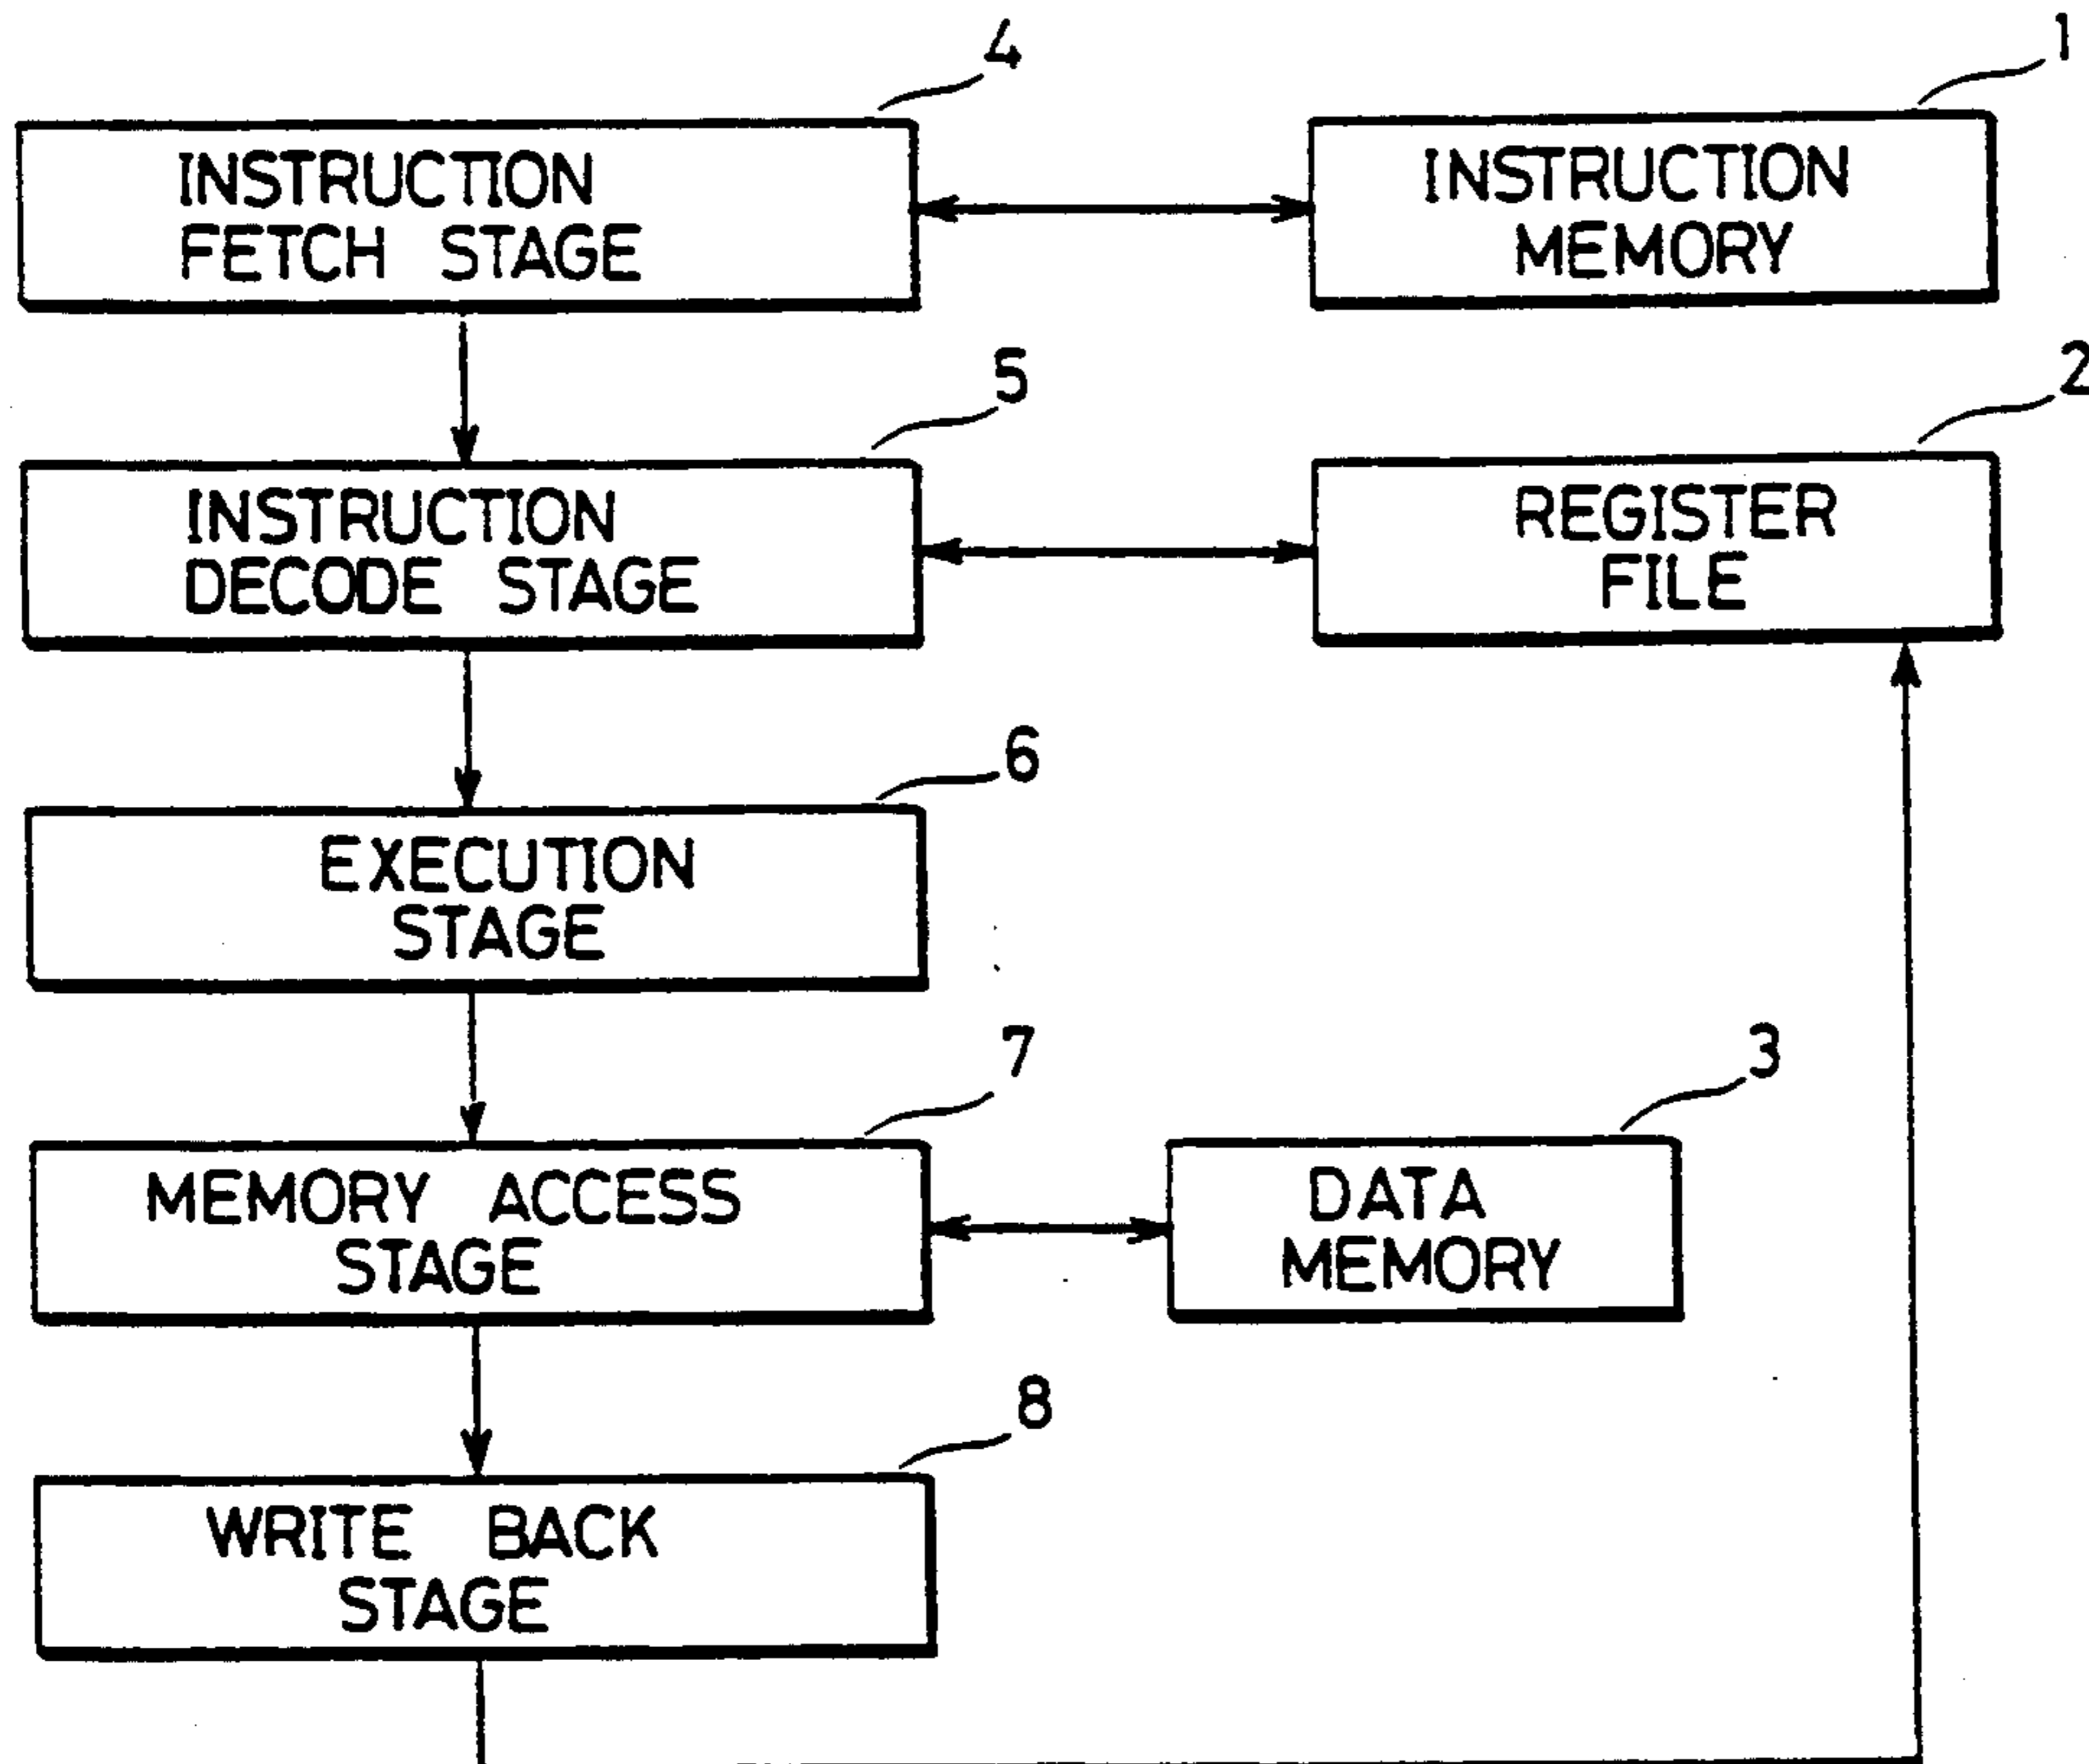 4
1
INSTRUCTION
FETCH STAGE
INSTRUCTION
MEMORY
5
2
INSTRUCTION
DECODE STAGE
REGISTER
FILE
6
EXECUTION
STAGE
7
3
MEMORY ACCESS
STAGE
DATA
MEMORY
8
WRITE BACK
STAGE